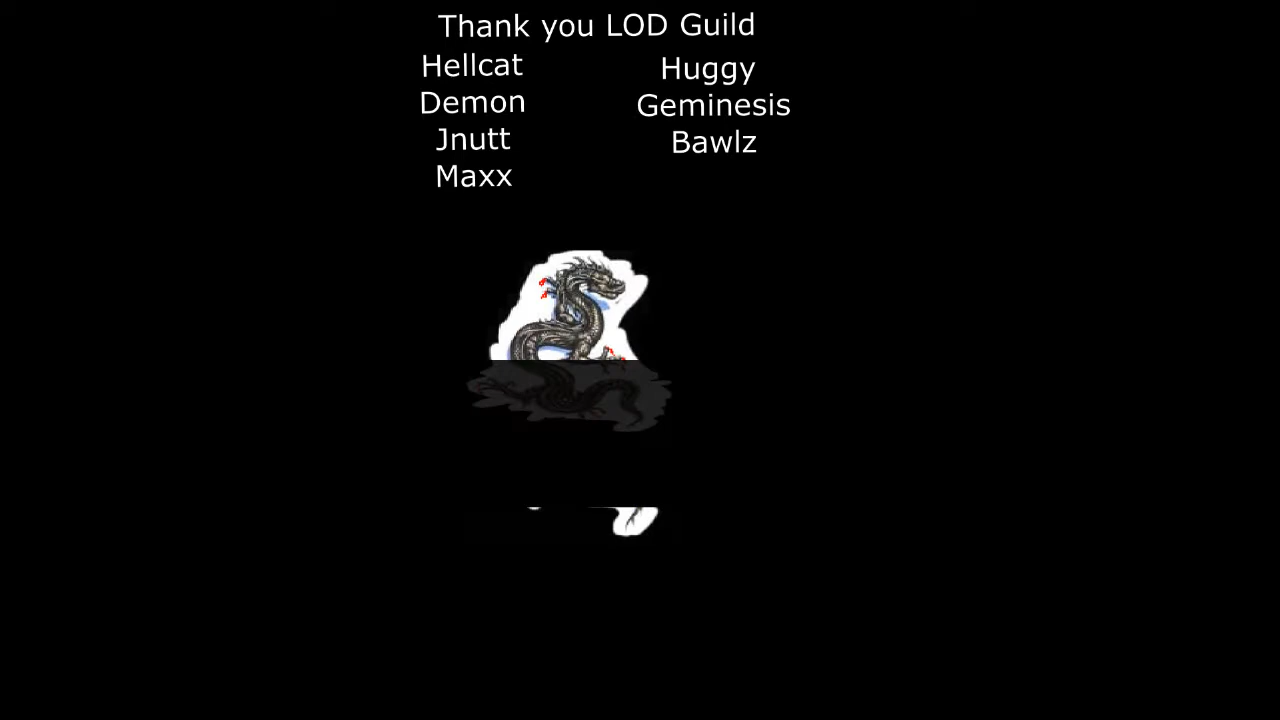 Thank you LOD Guild
Hellcat
Demon
Jnutt
Maxx
Huggy
Geminesis
Bawlz